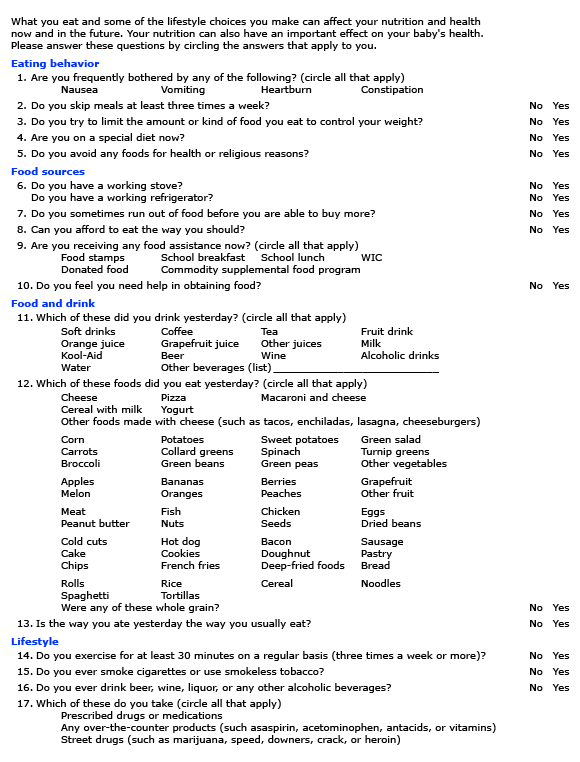 What you eat and some of the lifestyle choices you make can affect your nutrition and health
now and in the future. Your nutrition can also have an important effect on your baby's health.
Please answer these questions by circling the answers that apply to you.
Eating behavior
1. Are you frequently bothered by any of the following? (circle all that apply)
Nausea Vomiting Heartburn Constipation
2. Do you skip meals at least three times a week? No Yes
3. Do you try to limit the amount or kind of food you eat to control your weight? No Yes
4. Are you on a special diet now? No Yes
5. Do you avoid any foods for health or religious reasons? No Yes
Food sources
6. Do you have a working stove? No Yes
Do you have a working refrigerator? No Yes
7. Do you sometimes run out of food before you are able to buy more? No Yes
8. Can you afford to eat the way you should? No Yes
9. Are you receiving any food assistance now? (circle all that apply)
Food stamps School breakfast School lunch WIC
Donated food Commodity supplemental food program
10. Do you feel you need help in obtaining food? No Yes
Food and drink
11. Which of these did you drink yesterday? (circle all that apply)
Soft drinks Coffee Tea Fruit drink
Orange juice Grapefruit juice Other juices Milk
Kool-Aid Beer Wine Alcoholic drinks
Water Other beverages (list)
12. Which of these foods did you eat yesterday? (circle all that apply)
Cheese Pizza Macaroni and cheese
Cereal with milk Yogurt
Other foods made with cheese (such as tacos, enchiladas, lasagna, cheeseburgers)
Corn Potatoes Sweet potatoes Green salad
Carrots Collard greens Spinach Turnip greens
Broccoli Green beans Green peas Other vegetables
Apples Bananas Berries Grapefruit
Melon Oranges Peaches Other fruit
Meat Fish Chicken Eggs
Peanut butter Nuts Seeds Dried beans
Cold cuts Hot dog Bacon Sausage
Cake Cookies Doughnut Pastry
Chips French fries Deep-fried foods Bread
Rolls Rice Cereal Noodles
Spaghetti Tortillas
Were any of these whole grain? No Yes
13. Is the way you ate yesterday the way you usually eat? No Yes
Lifestyle
14. Do you exercise for at least 30 minutes on a regular basis (three times a week or more)? No Yes
15. Do you ever smoke cigarettes or use smokeless tobacco? No Yes
16. Do you ever drink beer, wine, liquor, or any other alcoholic beverages? No Yes
17. Which of these do you take (circle all that apply)
Prescribed drugs or medications
Any over-the-counter products (such asaspirin, acetominophen, antacids, or vitamins)
Street drugs (such as marijuana, speed, downers, crack, or heroin)